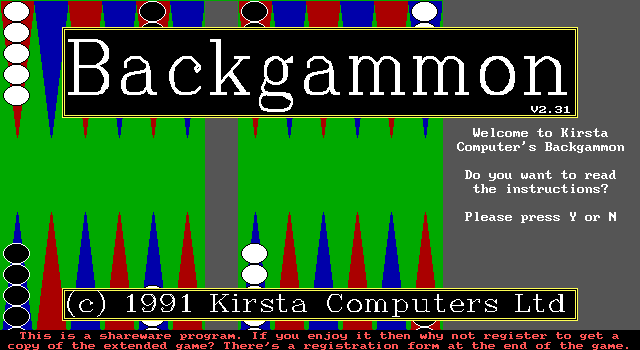 Backgammon
V2.31
Welcome to Kirsta
Computer's Backgammon
Do you want to read
the instructions?
Please press Y or N
(c) 1991 Kirsta Computers Ltd
This is a shareware program. If you enjoy it then why not register to get a
copy of the extended game? There's a registration form at the end of the game.